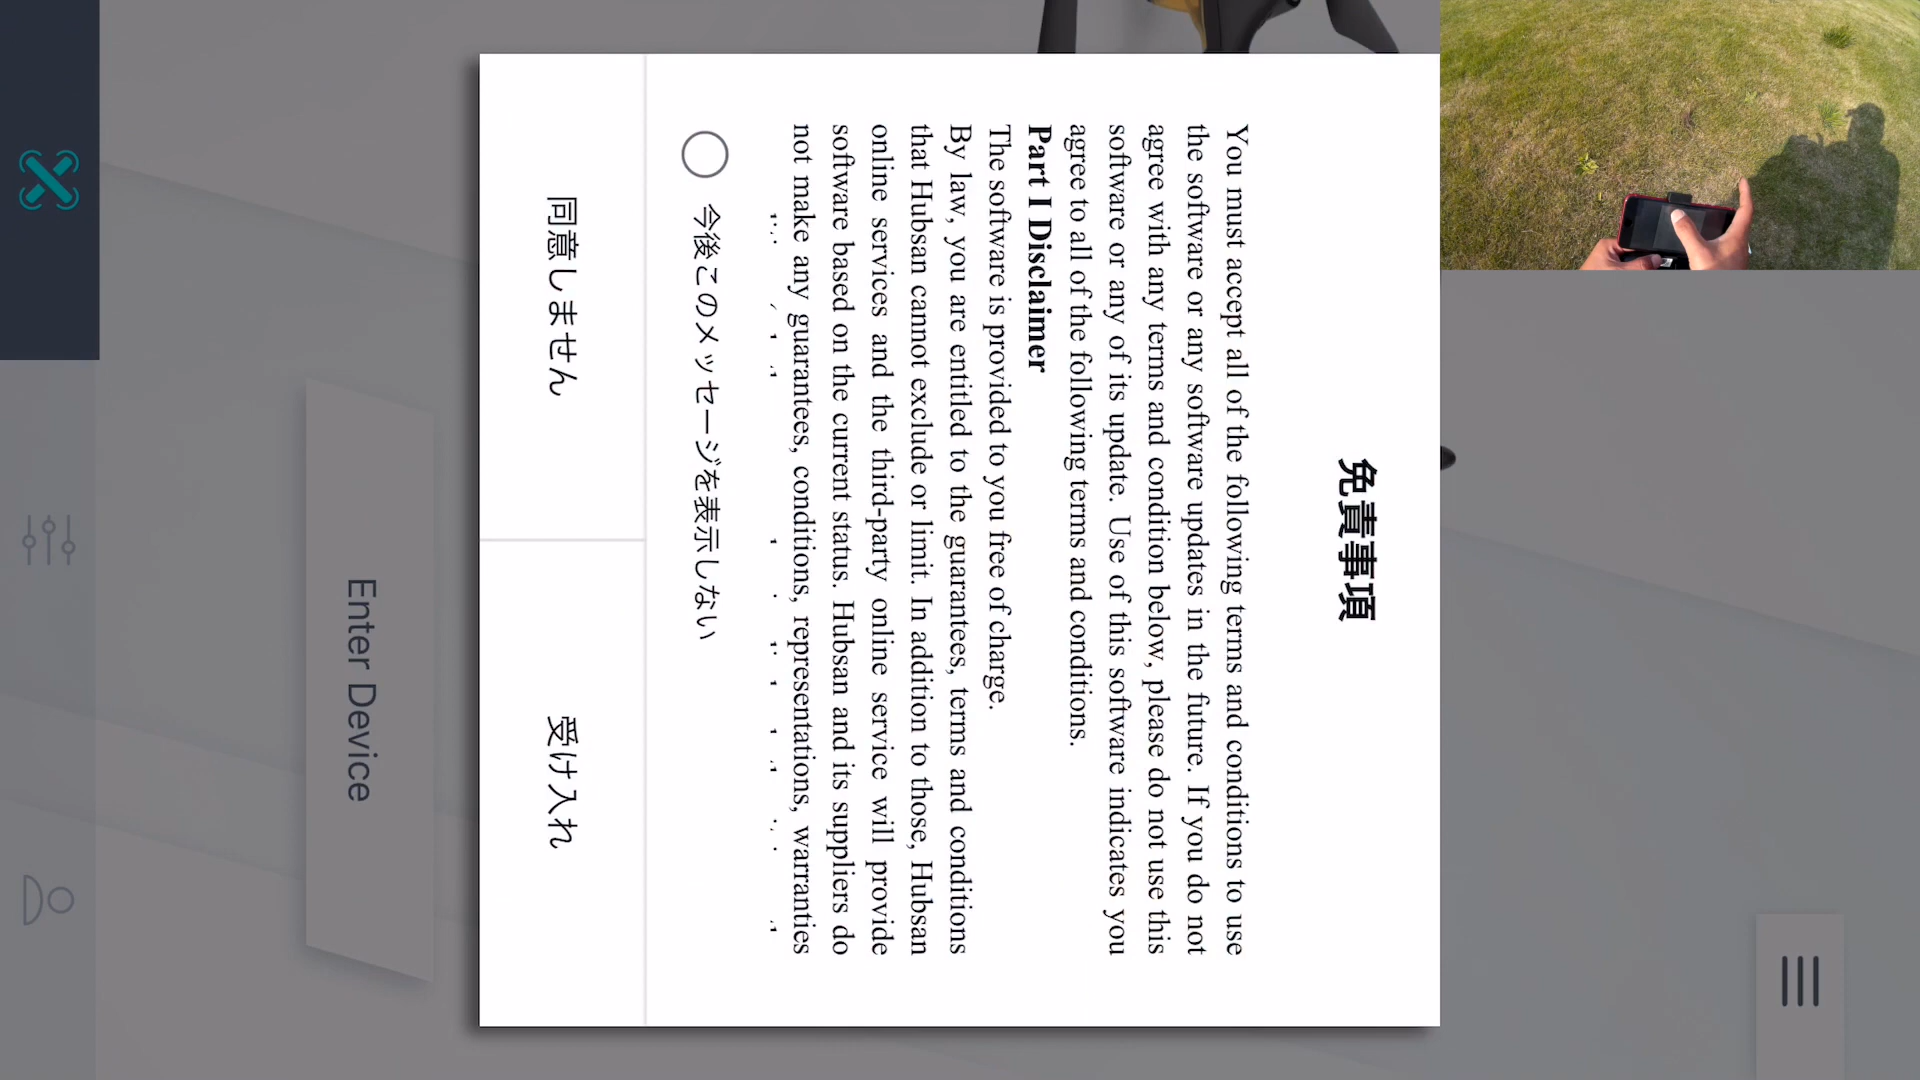 免責事項
You must accept all of the following terms and conditions to use
the software or any software updates in the future. If you do not
agree with any terms and condition below, please do not use this
software or any of its update. Use of this software indicates you
agree to all of the following terms and conditions.
Part I Disclaimer
The software is provided to you free of charge.
By law, you are entitled to the guarantees, terms and conditions
that Hubsan cannot exclude or limit. In addition to those, Hubsan
online services and the third-party online service will provide
software based on the current status. Hubsan and its suppliers do
not make any guarantees, conditions, representations, warranties
今後このメッセージを表示しない
同意しません
受け入れ
Enter Device